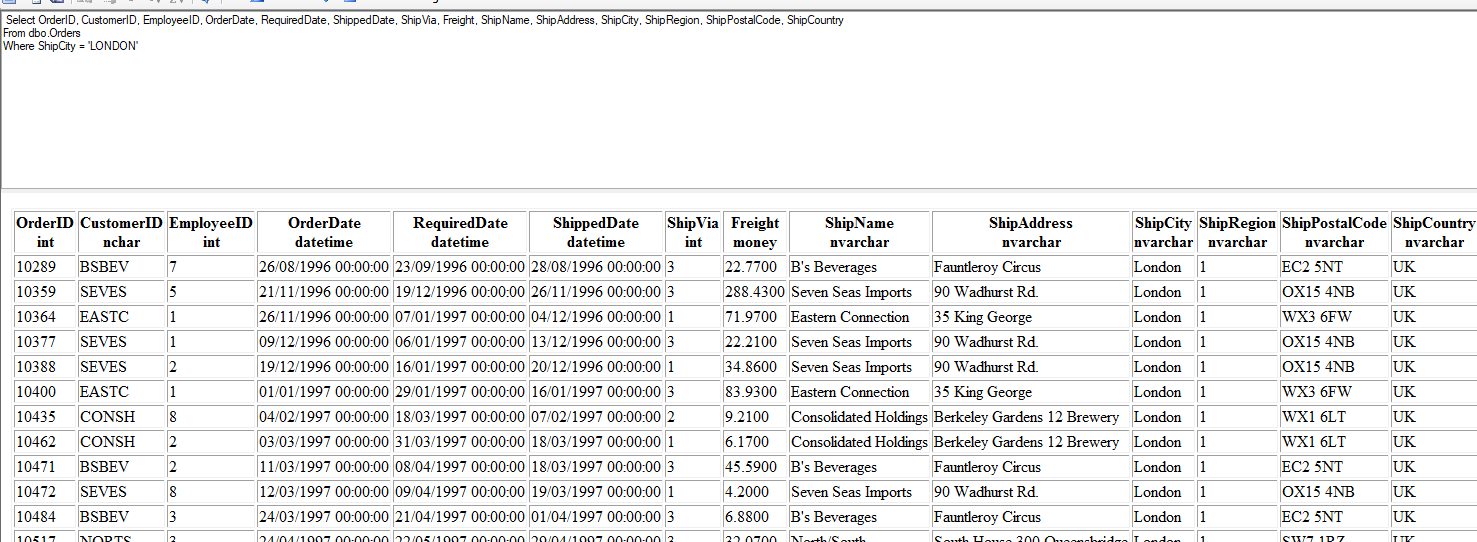 Select OrderID, CustomerID, EmployeeID, OrderDate, RequiredDate, ShippedDate, ShipVia, Freight, ShipName, ShipAddress, ShipCity, ShipRegion, ShipPostalCode, ShipCountry
From dbo.Orders
Where ShipCity = 'LONDON'
OrderID CustomerID EmployeeID OrderDate RequiredDate ShippedDate ShipVia Freight ShipName ShipAddress ShipCity ShipRegion ShipPostalCode ShipCountry
int nchar int datetime datetime datetime int money nvarchar nvarchar nvarchar nvarchar nvarchar nvarchar
10289 BSBEV 7 26/08/1996 00:00:00 23/09/1996 00:00:00 28/08/1996 00:00:00 3 22.7700 B's Beverages Fauntleroy Circus London 1 EC2 5NT UK
10359 SEVES 5 21/11/1996 00:00:00 19/12/1996 00:00:00 26/11/1996 00:00:00 3 288.4300 Seven Seas Imports 90 Wadhurst Rd. London 1 OX15 4NB UK
10364 EASTC 1 26/11/1996 00:00:00 07/01/1997 00:00:00 04/12/1996 00:00:00 1 71.9700 Eastern Connection 35 King George London 1 WX3 6FW UK
10377 SEVES 1 09/12/1996 00:00:00 06/01/1997 00:00:00 13/12/1996 00:00:00 3 22.2100 Seven Seas Imports 90 Wadhurst Rd. London 1 OX15 4NB UK
10388 SEVES 2 19/12/1996 00:00:00 16/01/1997 00:00:00 20/12/1996 00:00:00 1 34.8600 Seven Seas Imports 90 Wadhurst Rd. London 1 OX15 4NB UK
10400 EASTC 1 01/01/1997 00:00:00 29/01/1997 00:00:00 16/01/1997 00:00:00 3 83.9300 Eastern Connection 35 King George London 1 WX3 6FW UK
10435 CONSH 8 04/02/1997 00:00:00 18/03/1997 00:00:00 07/02/1997 00:00:00 2 9.2100 Consolidated Holdings Berkeley Gardens 12 Brewery London 1 WX1 6LT UK
10462 CONSH 2 03/03/1997 00:00:00 31/03/1997 00:00:00 18/03/1997 00:00:00 1 6.1700 Consolidated Holdings Berkeley Gardens 12 Brewery London 1 WX1 6LT UK
10471 BSBEV 2 11/03/1997 00:00:00 08/04/1997 00:00:00 18/03/1997 00:00:00 3 45.5900 B's Beverages Fauntleroy Circus London 1 EC2 5NT UK
10472 SEVES 8 12/03/1997 00:00:00 09/04/1997 00:00:00 19/03/1997 00:00:00 1 4.2000 Seven Seas Imports 90 Wadhurst Rd. London 1 OX15 4NB UK
10484 BSBEV 3 24/03/1997 00:00:00 21/04/1997 00:00:00 01/04/1997 00:00:00 3 6.8800 B's Beverages Fauntleroy Circus London 1 EC2 5NT UK
10517 NORTS 3 24/04/1997 00:00:00 22/05/1997 00:00:00 29/04/1997 00:00:00 3 32.0700 North/South South House 300 Queensbridge London 1 SW7 1RZ UK